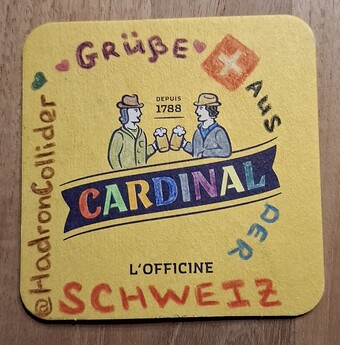 GRÜßE
AUS
DER
SCHWEIZ
@HadronCollider
DEPUIS
1788
CARDINAL
L'OFFICINE